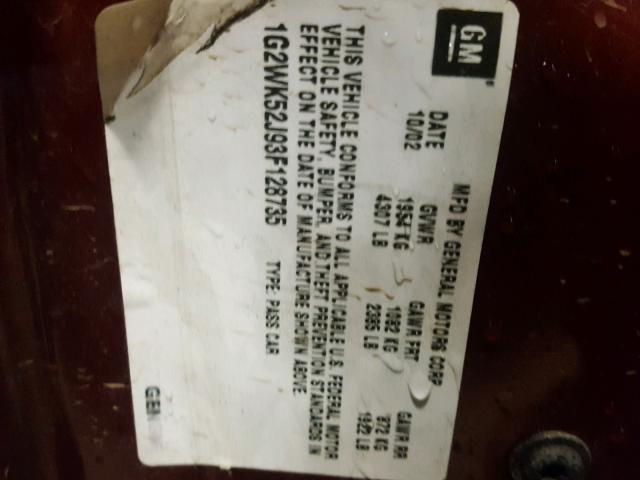 GM
MFD BY GENERAL MOTORS CORP
DATE GVWR GAWR FRT GAWR RR
10/02 1954 KG 1082 KG 872 KG
4307 LB 2385 LB 1922 LB
THIS VEHICLE CONFORMS TO ALL APPLICABLE U.S. FEDERAL MOTOR
VEHICLE SAFETY, BUMPER, AND THEFT PREVENTION STANDARDS IN
EFFECT ON THE DATE OF MANUFACTURE SHOWN ABOVE.
1G2WK52J93F128735 TYPE: PASS CAR